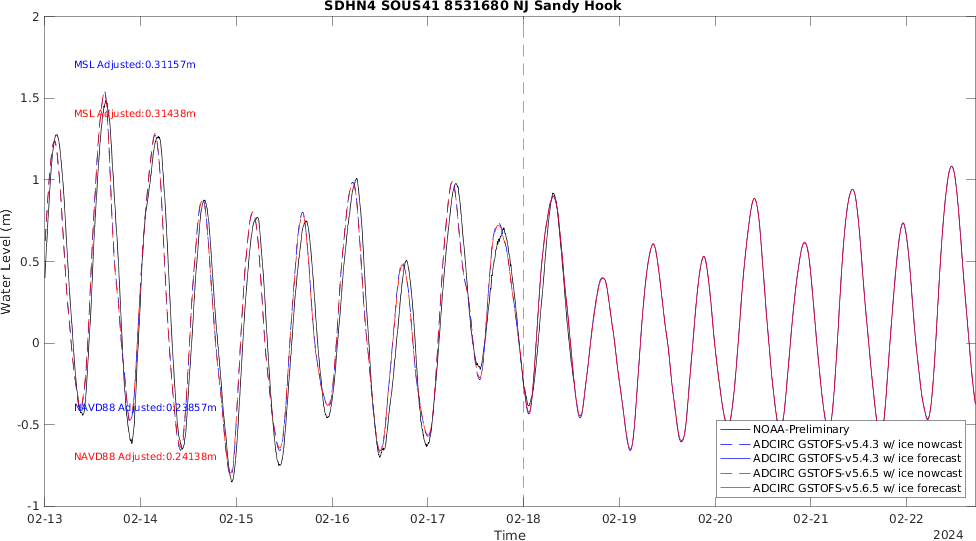 SDHN4 SOUS41 8531680 NJ Sandy Hook
2
MSL Adjusted:0.31157m
1.5
MSL Adjusted:0.31438m
1
0.5
Water Level (m)
0
NAVD88 Adjusted:0.23857m
-0.5
NOAA-Preliminary
ADCIRC GSTOFS-v5.4.3 w/ ice nowcast
NAVD88 Adjusted:0.24138m
ADCIRC GSTOFS-v5.4.3 w/ ice forecast
ADCIRC GSTOFS-v5.6.5 w/ ice nowcast
ADCIRC GSTOFS-v5.6.5 w/ ice forecast
-1
02-13 02-14 02-15 02-16 02-17 02-18 02-19 02-20 02-21 02-22
Time
2024